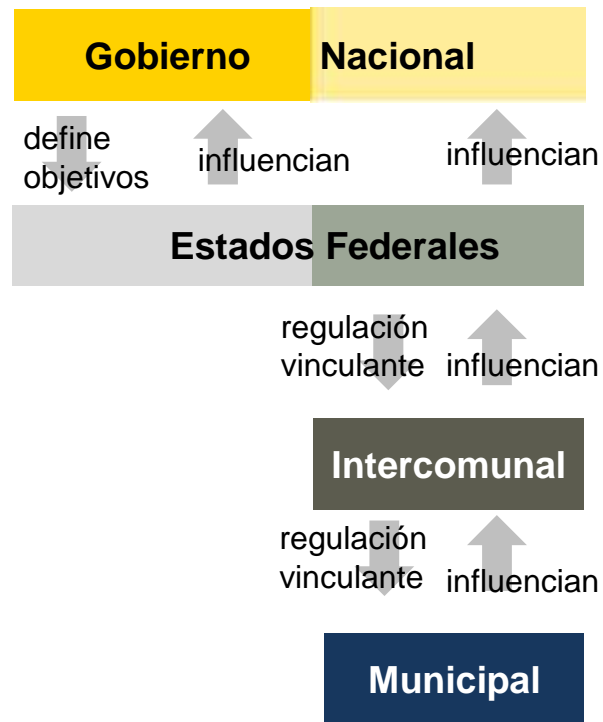 Gobierno Nacional
define
objetivos
influencian
influencian
Estados Federales
regulación
vinculante
influencian
Intercomunal
regulación
vinculante
influencian
Municipal